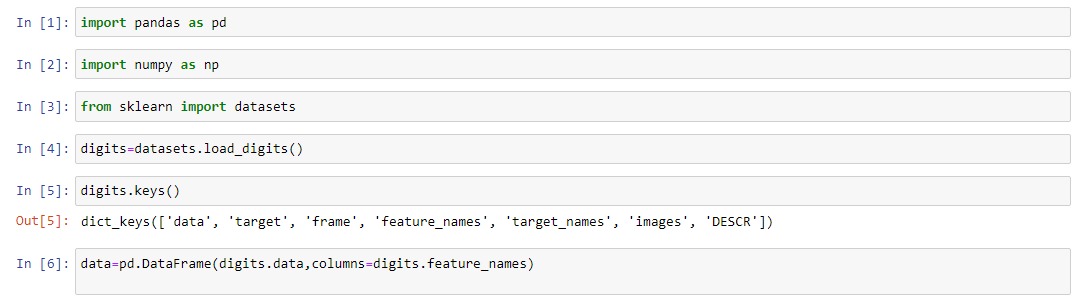 In [1]: import pandas as pd
In [2]: import numpy as np
In [3]: from sklearn import datasets
In [4]: digits=datasets.load_digits()
In [5]: digits.keys()
Out[5]: dict_keys(['data', 'target', 'frame', 'feature_names', 'target_names', 'images', 'DESCR'])
In [6]: data=pd.DataFrame(digits.data,columns=digits.feature_names)